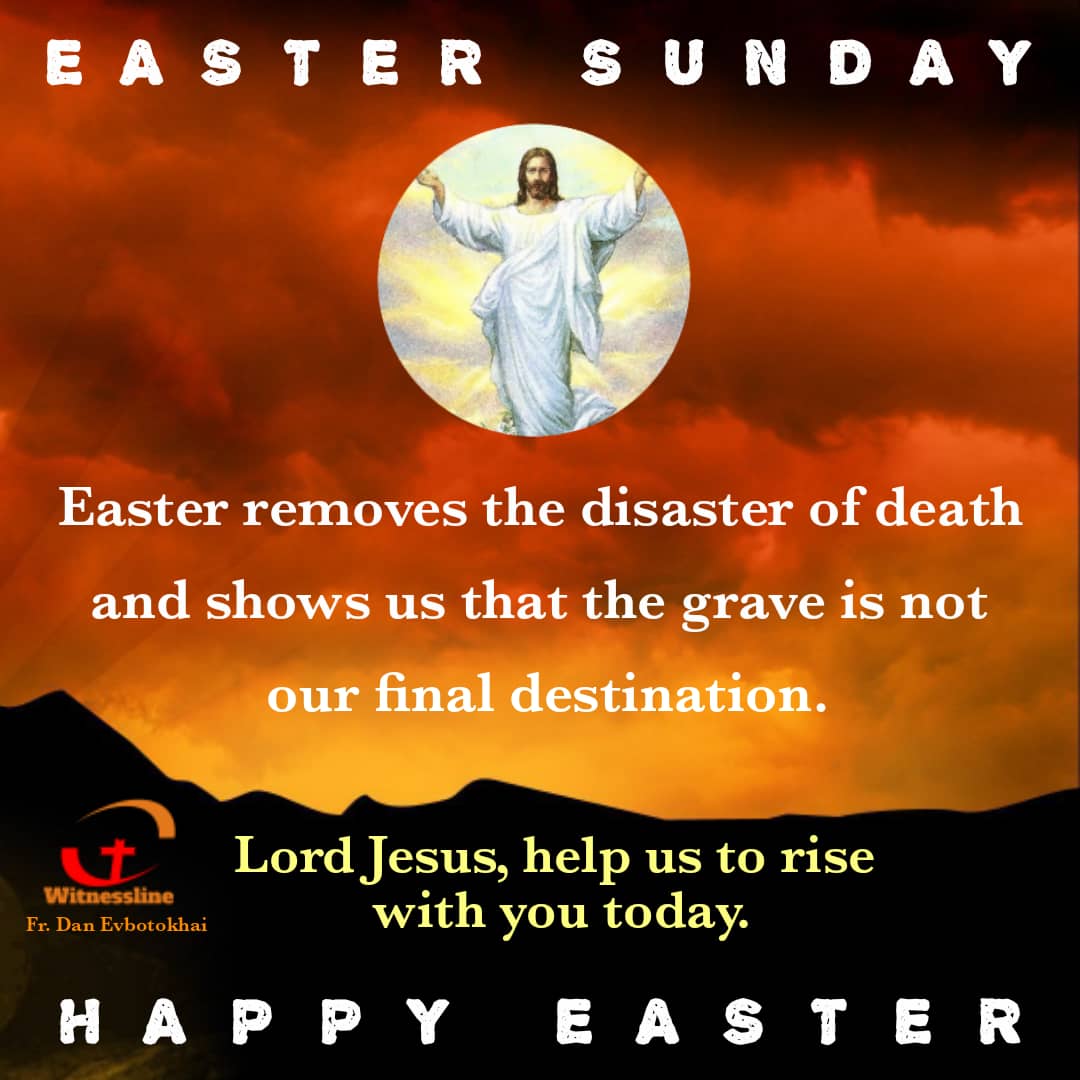 EASTER SUNDAY
Easter removes the disaster of death
and shows us that the grave is not
our final destination.
Witnessline
Fr. Dan Evbotokhai
Lord Jesus, help us to rise
with you today.
HAPPY EASTER